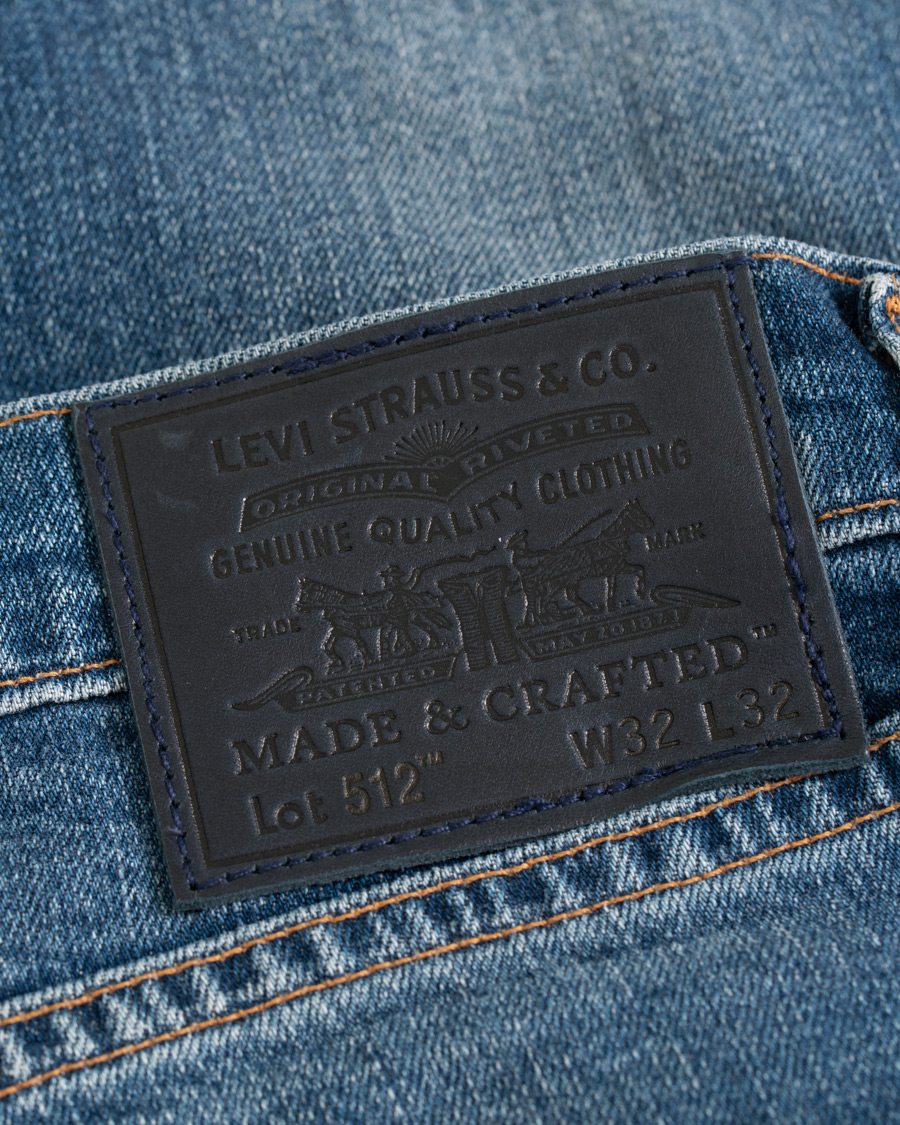 LEVI STRAUSS & CO.
ORIGINAL RIVETED
GENUINE QUALITY CLOTHING
TRADE MARK
PATENTED MAY 20 1873
MADE & CRAFTED™
Lot 512™ W32 L32